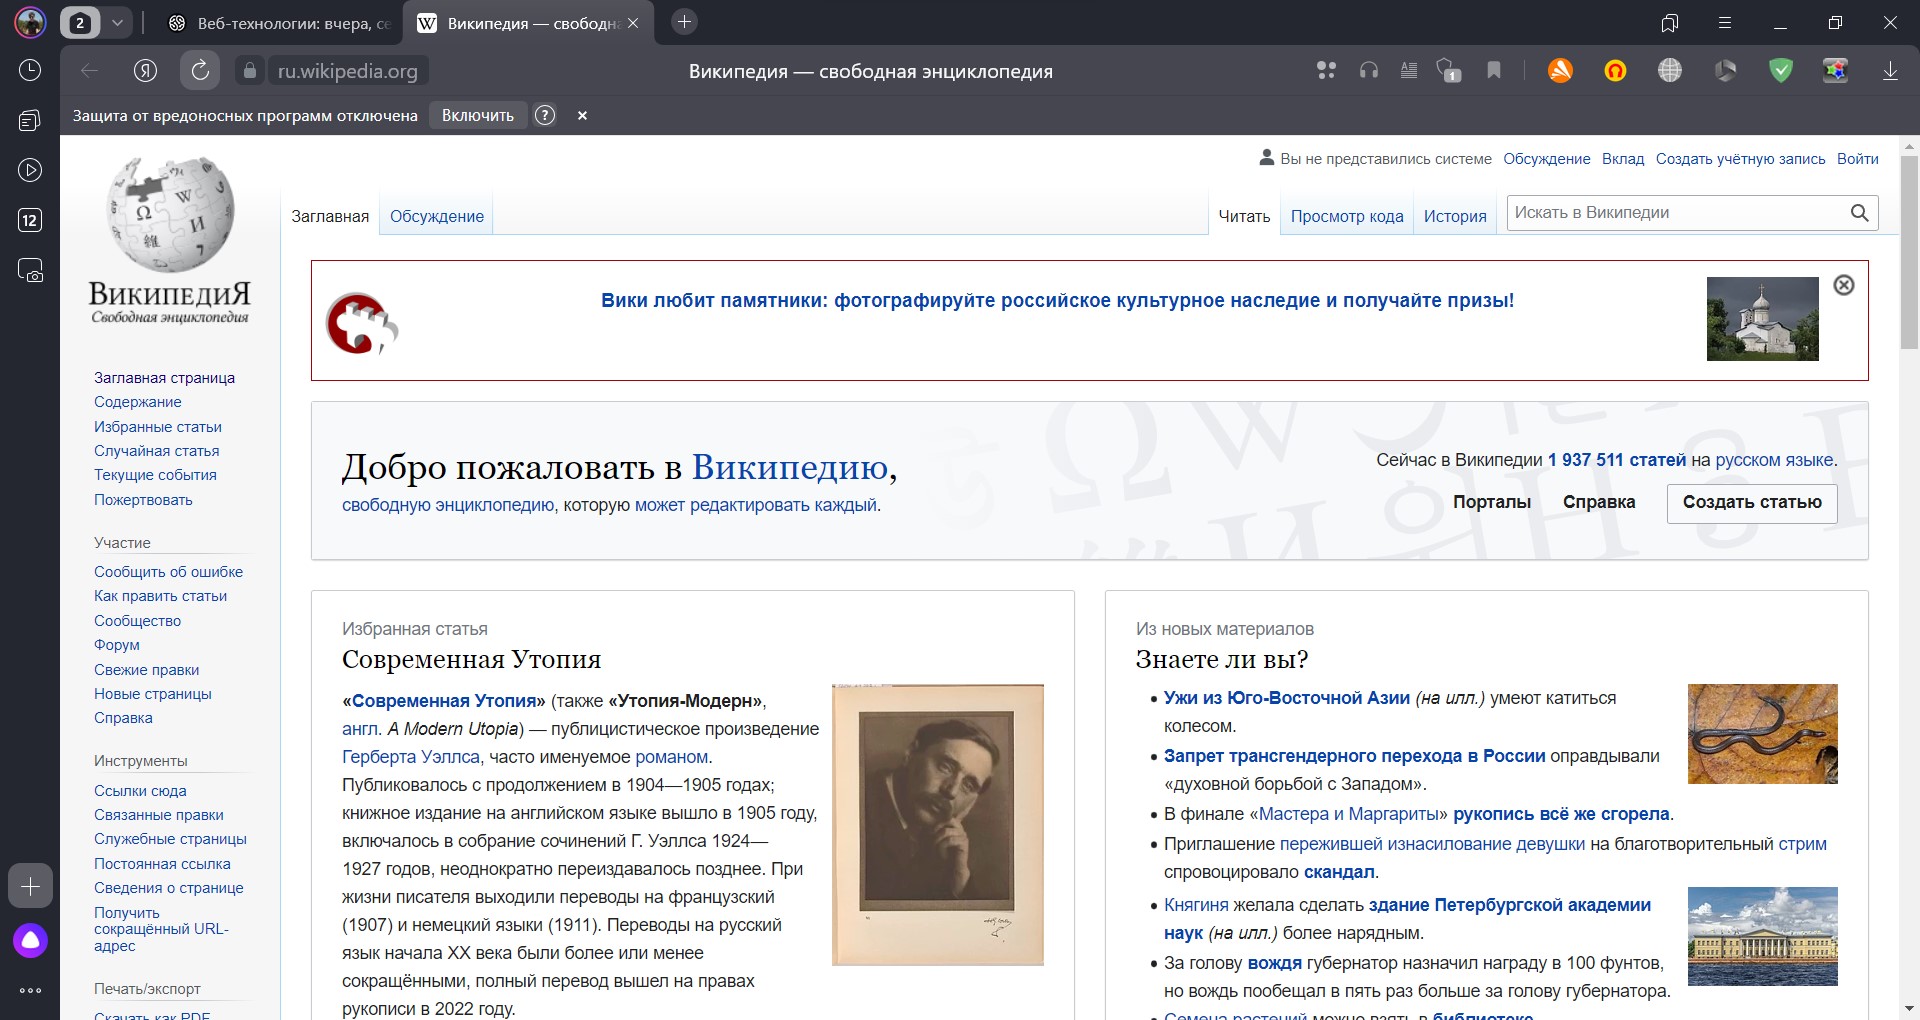 2
Веб-технологии: вчера, се
Википедия — свободн
ru.wikipedia.org
Википедия — свободная энциклопедия
1
Защита от вредоносных программ отключена
Включить
12
ВИКИПЕДИЯ
Свободная энциклопедия
Вы не представились системе
Обсуждение
Вклад
Создать учётную запись
Войти
Заглавная
Обсуждение
Читать
Просмотр кода
История
Искать в Википедии
Заглавная страница
Содержание
Избранные статьи
Случайная статья
Текущие события
Пожертвовать
Участие
Сообщить об ошибке
Как править статьи
Сообщество
Форум
Свежие правки
Новые страницы
Справка
Инструменты
Ссылки сюда
Связанные правки
Служебные страницы
Постоянная ссылка
Сведения о странице
Получить
сокращённый URL-
адрес
Печать/экспорт
Скачать как PDF
Вики любит памятники: фотографируйте российское культурное наследие и получайте призы!
Добро пожаловать в Википедию,
свободную энциклопедию, которую может редактировать каждый.
Сейчас в Википедии 1 937 511 статей на русском языке.
Порталы
Справка
Создать статью
Избранная статья
Современная Утопия
«Современная Утопия» (также «Утопия-Модерн»,
англ. A Modern Utopia) — публицистическое произведение
Герберта Уэллса, часто именуемое романом.
Публиковалось с продолжением в 1904—1905 годах;
книжное издание на английском языке вышло в 1905 году,
включалось в собрание сочинений Г. Уэллса 1924—
1927 годов, неоднократно переиздавалось позднее. При
жизни писателя выходили переводы на французский
(1907) и немецкий языки (1911). Переводы на русский
язык начала XX века были более или менее
сокращёнными, полный перевод вышел на правах
рукописи в 2022 году.
Из новых материалов
Знаете ли вы?
• Ужи из Юго-Восточной Азии (на илл.) умеют катиться
колесом.
• Запрет трансгендерного перехода в России оправдывали
«духовной борьбой с Западом».
• В финале «Мастера и Маргариты» рукопись всё же сгорела.
• Приглашение пережившей изнасилование девушки на благотворительный стрим
спровоцировало скандал.
• Княгиня желала сделать здание Петербургской академии
наук (на илл.) более нарядным.
• За голову вождя губернатор назначил награду в 100 фунтов,
но вождь пообещал в пять раз больше за голову губернатора.
• Семена растений можно взять в библиотеке.